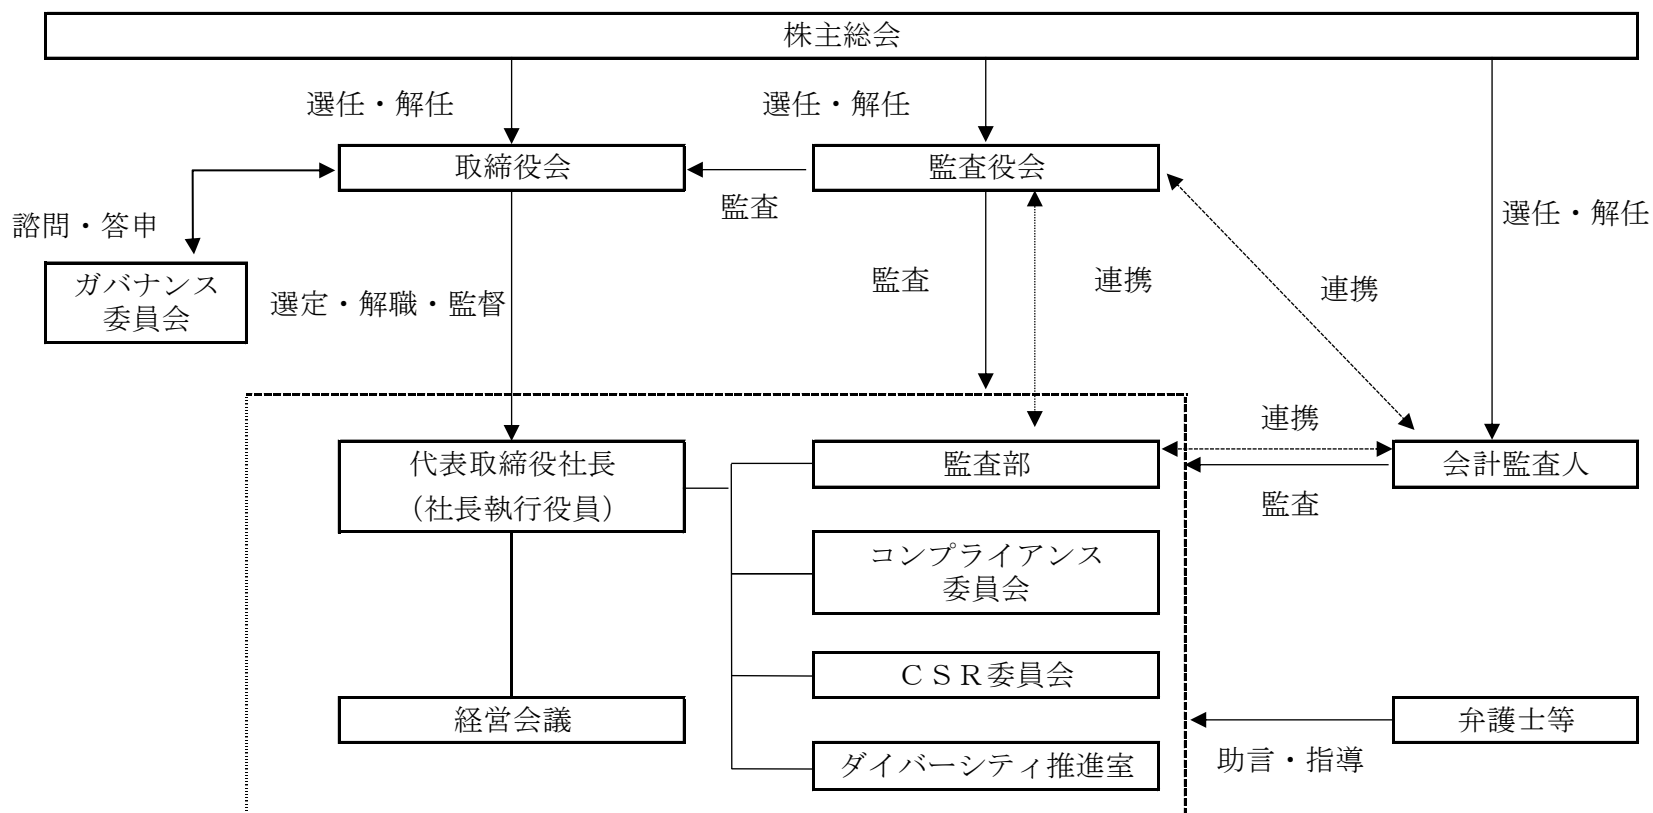 株主総会
選任・解任
選任・解任
取締役会
監査役会
監査
選任・解任
諮問・答申
ガバナンス
委員会
選定・解職・監督
監査
連携
連携
連携
代表取締役社長
(社長執行役員)
監査部
会計監査人
監査
コンプライアンス
委員会
CSR委員会
経営会議
弁護士等
助言・指導
ダイバーシティ推進室